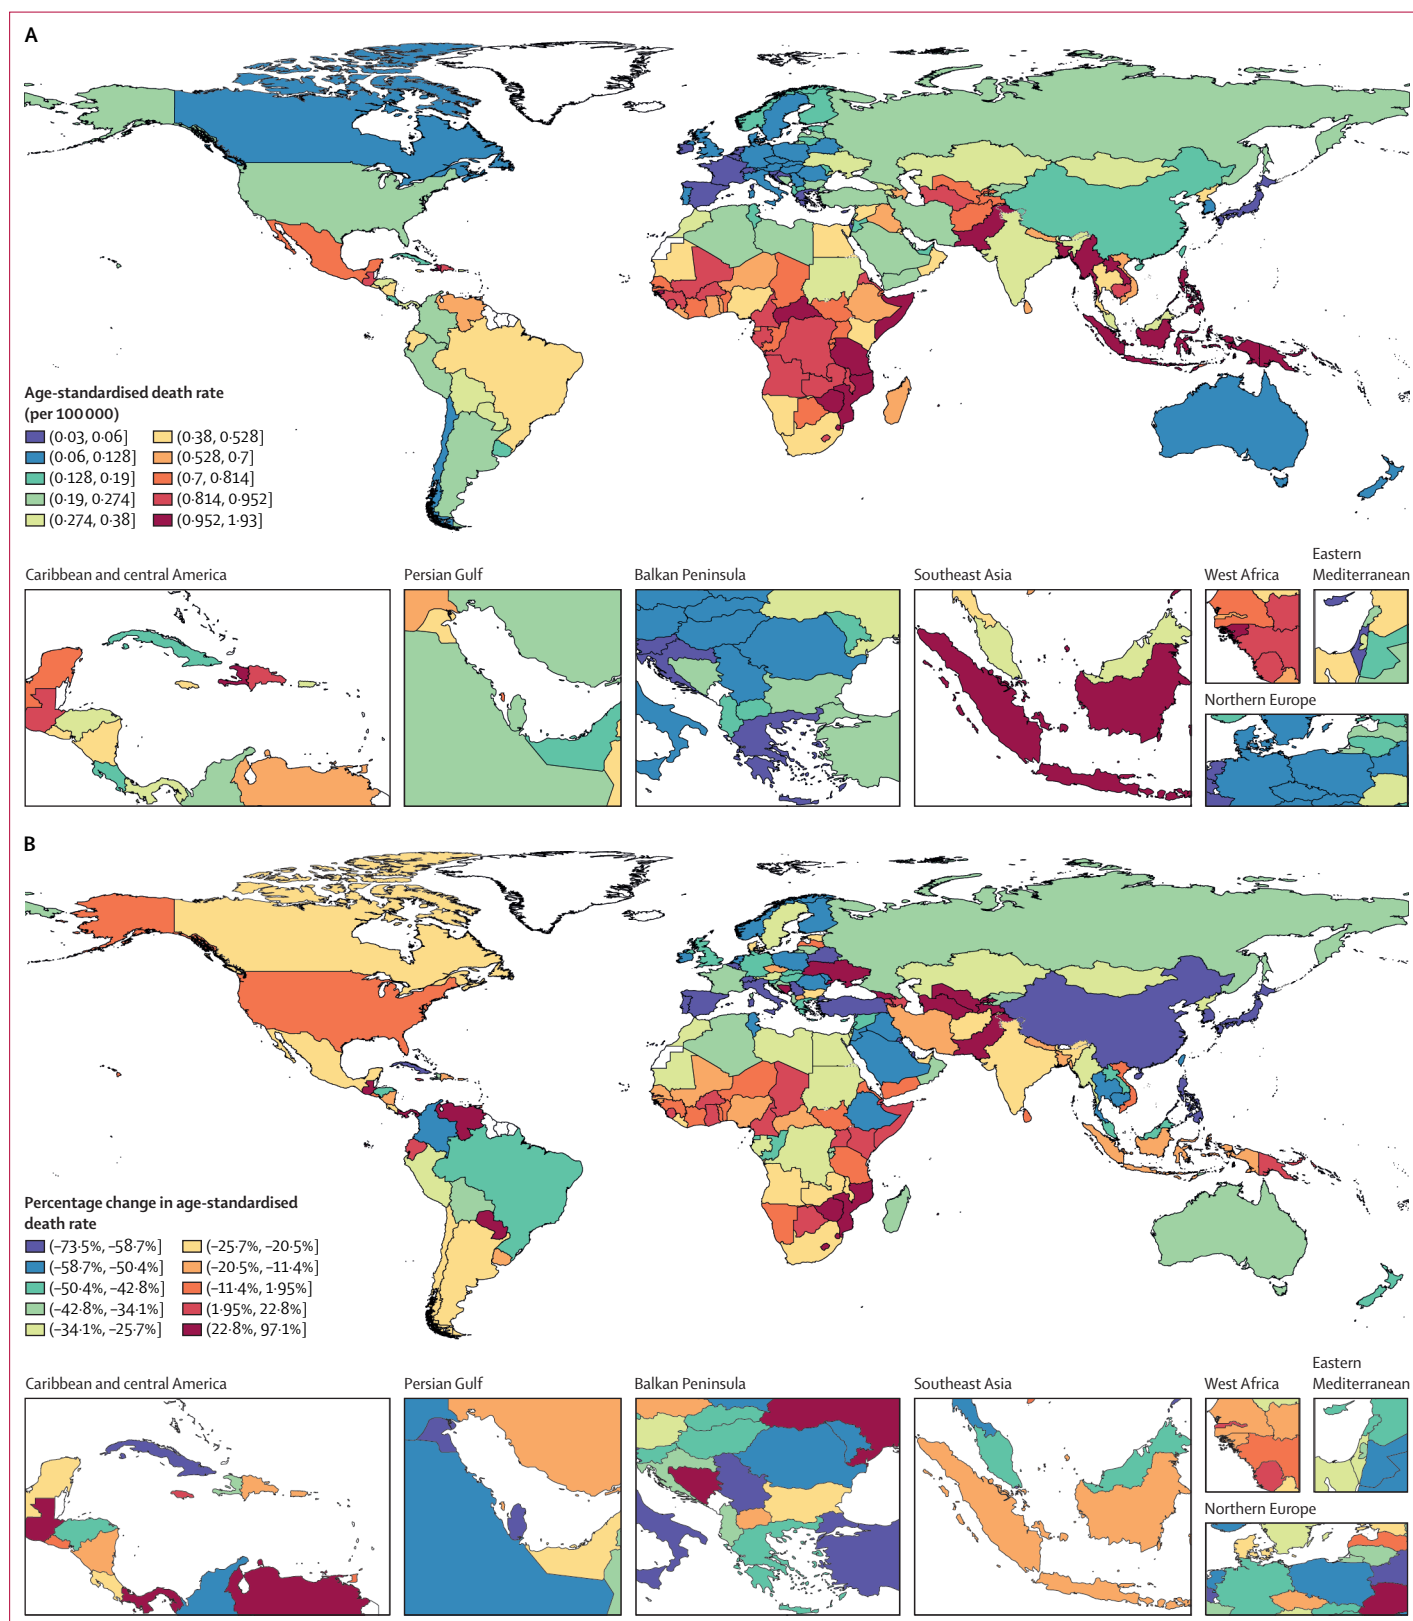 A
Age-standardised death rate
(per 100 000)
(0·03, 0·06]
(0·06, 0·128]
(0·128, 0·19]
(0·19, 0·274]
(0·274, 0·38]
(0·38, 0·528]
(0·528, 0·7]
(0·7, 0·814]
(0·814, 0·952]
(0·952, 1·93]
Caribbean and central America
Persian Gulf
Balkan Peninsula
Southeast Asia
West Africa
Eastern
Mediterranean
Northern Europe
B
Percentage change in age-standardised
death rate
(–73·5%, –58·7%]
(–58·7%, –50·4%]
(–50·4%, –42·8%]
(–42·8%, –34·1%]
(–34·1%, –25·7%]
(–25·7%, –20·5%]
(–20·5%, –11·4%]
(–11·4%, 1·95%]
(1·95%, 22·8%]
(22·8%, 97·1%]
Caribbean and central America
Persian Gulf
Balkan Peninsula
Southeast Asia
West Africa
Eastern
Mediterranean
Northern Europe